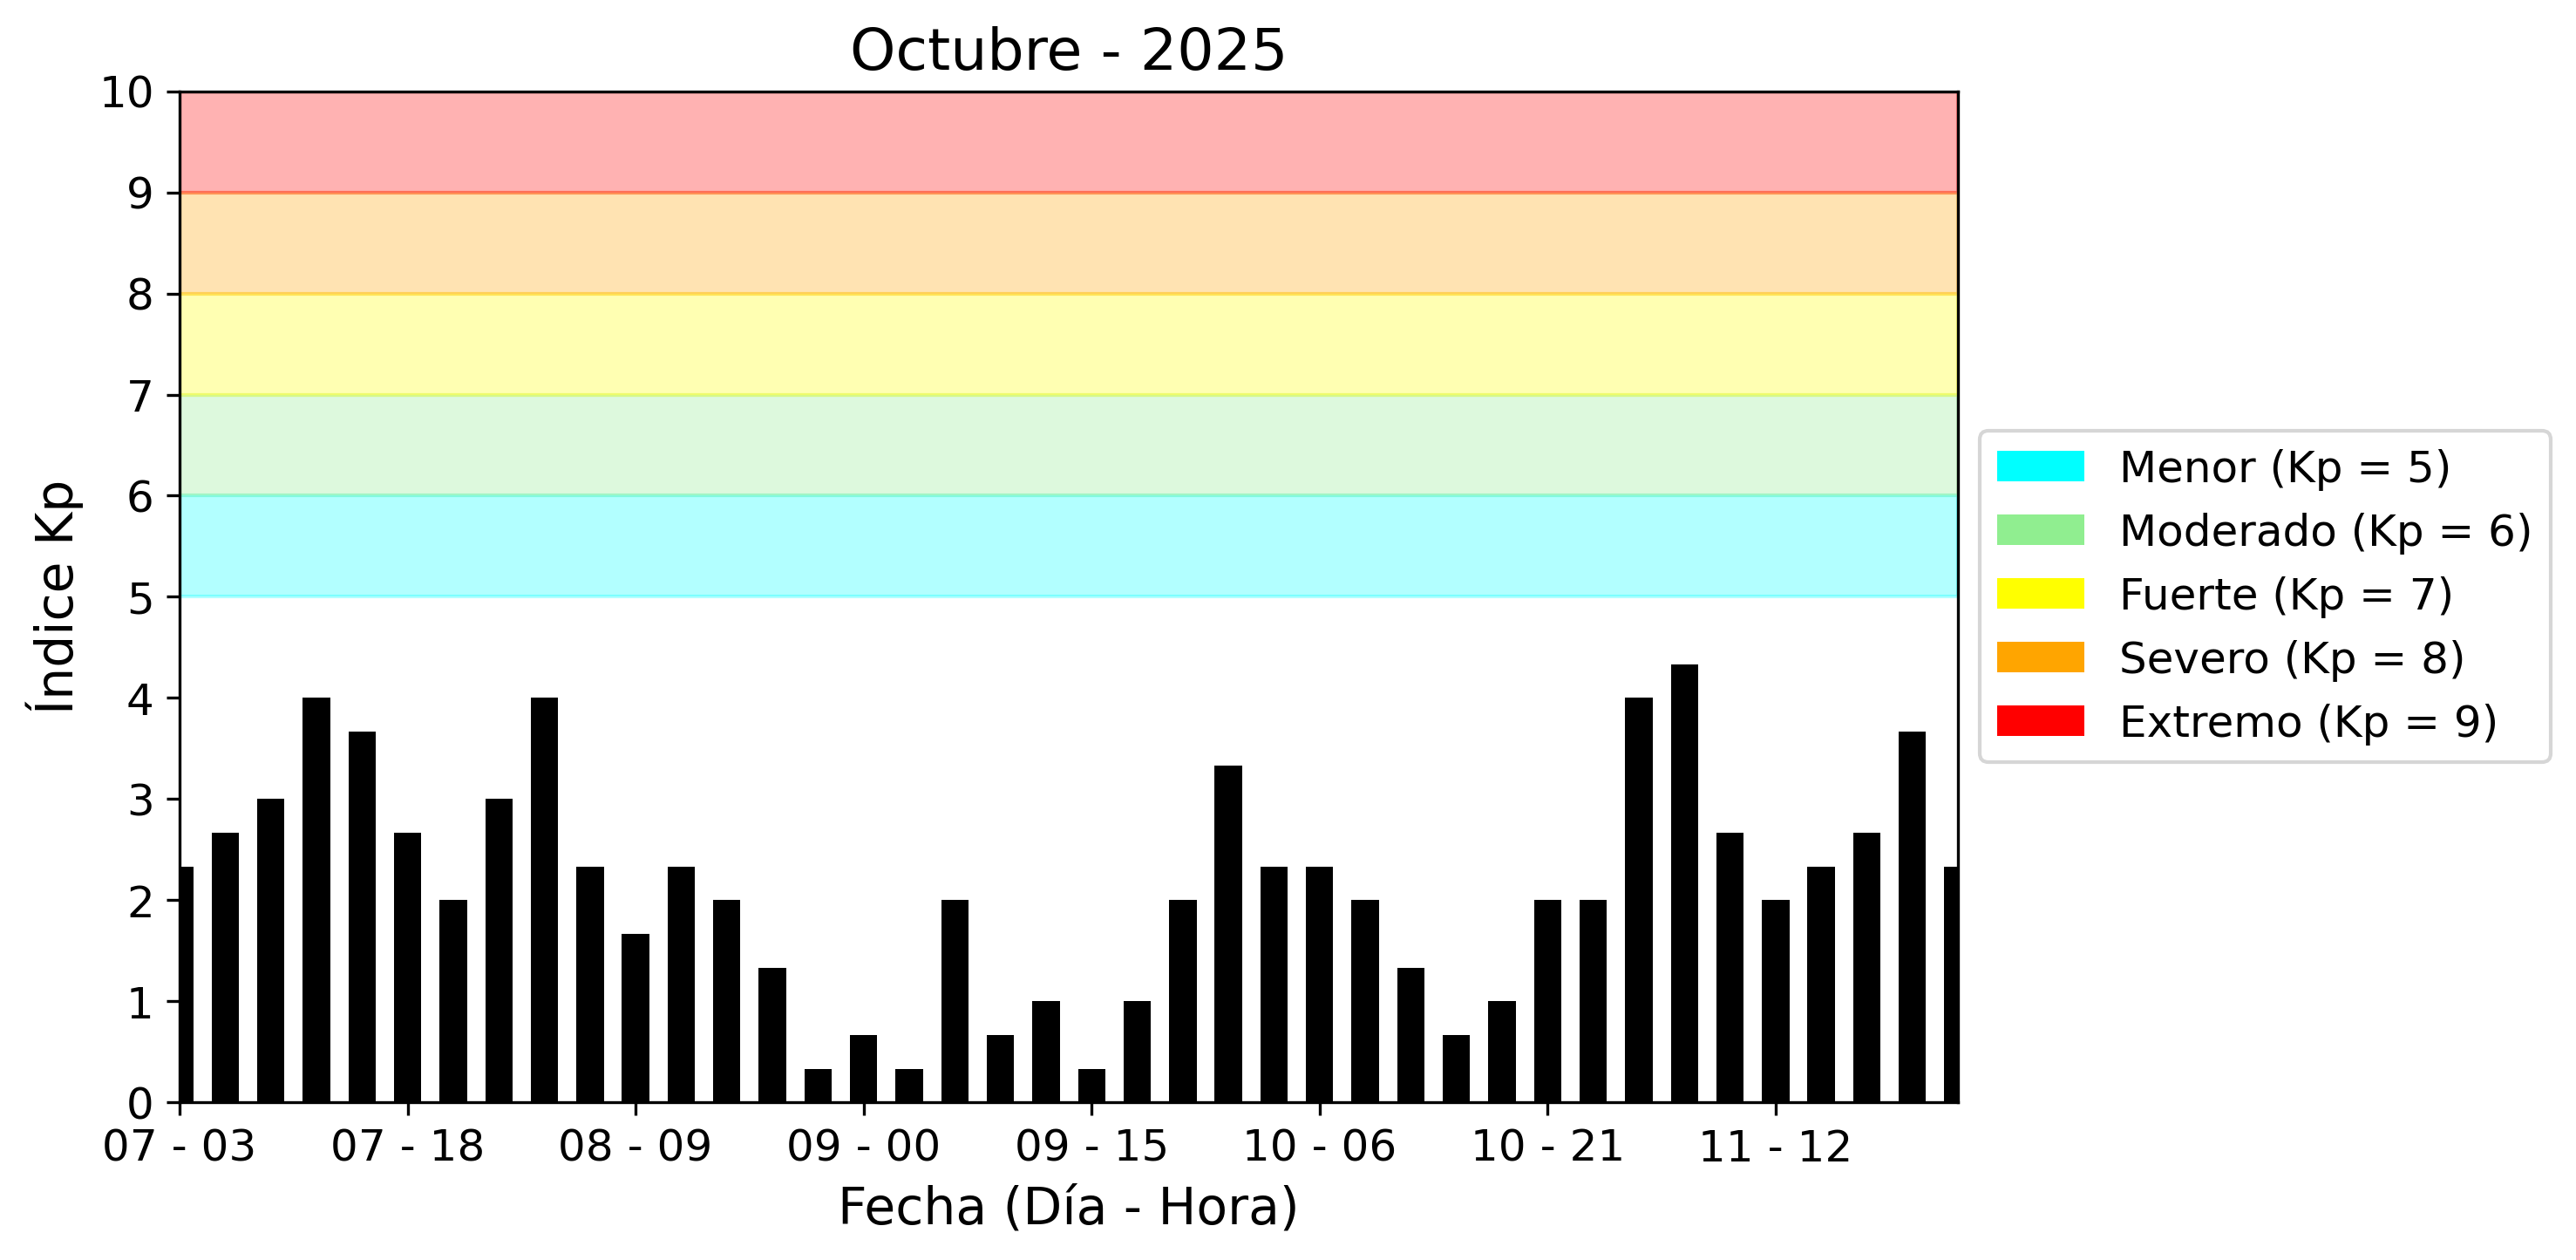 Octubre - 2025
10
9
8
7
6
5
4
3
2
1
0
Índice Kp
07 - 03
07 - 18
08 - 09
09 - 00
09 - 15
10 - 06
10 - 21
11 - 12
Fecha (Día - Hora)
Menor (Kp = 5)
Moderado (Kp = 6)
Fuerte (Kp = 7)
Severo (Kp = 8)
Extremo (Kp = 9)